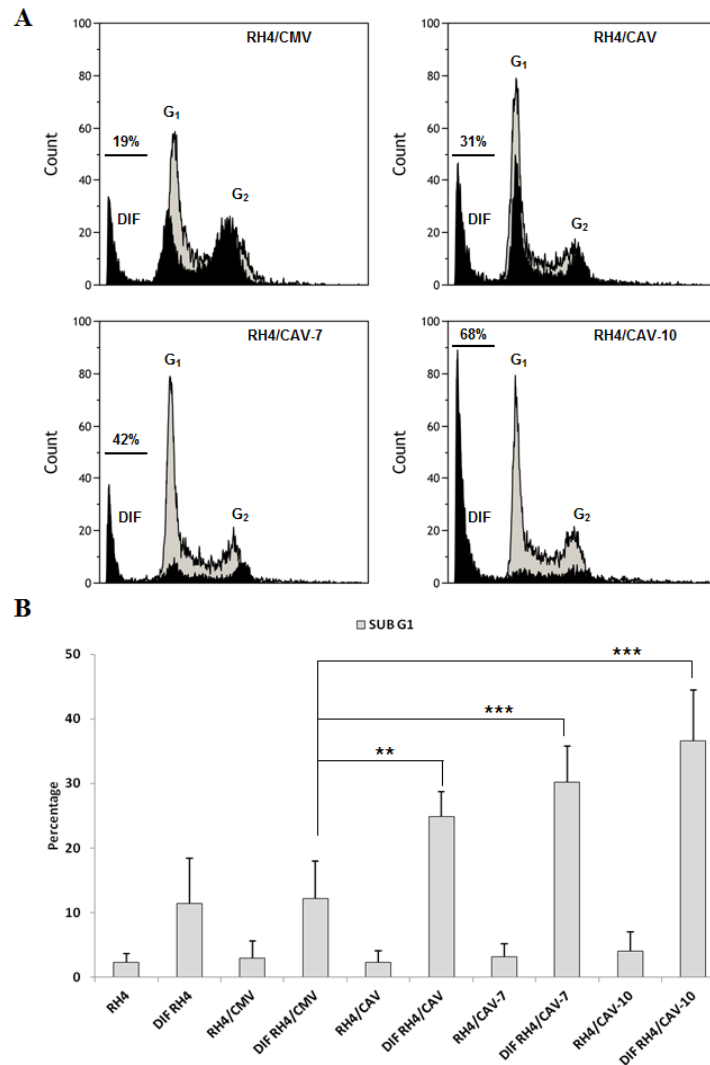 A
RH4/CMV
100
80
60
40
20
0
Count
19%
DIF
G1
G2
RH4/CAV
100
80
60
40
20
0
Count
31%
DIF
G1
G2
RH4/CAV-7
100
80
60
40
20
0
Count
42%
DIF
G1
G2
RH4/CAV-10
100
80
60
40
20
0
Count
68%
DIF
G1
G2
B
SUB G1
50
40
30
20
10
0
Percentage
**
***
***
RH4
DIF RH4
RH4/CMV
DIF RH4/CMV
RH4/CAV
DIF RH4/CAV
RH4/CAV-7
DIF RH4/CAV-7
RH4/CAV-10
DIF RH4/CAV-10